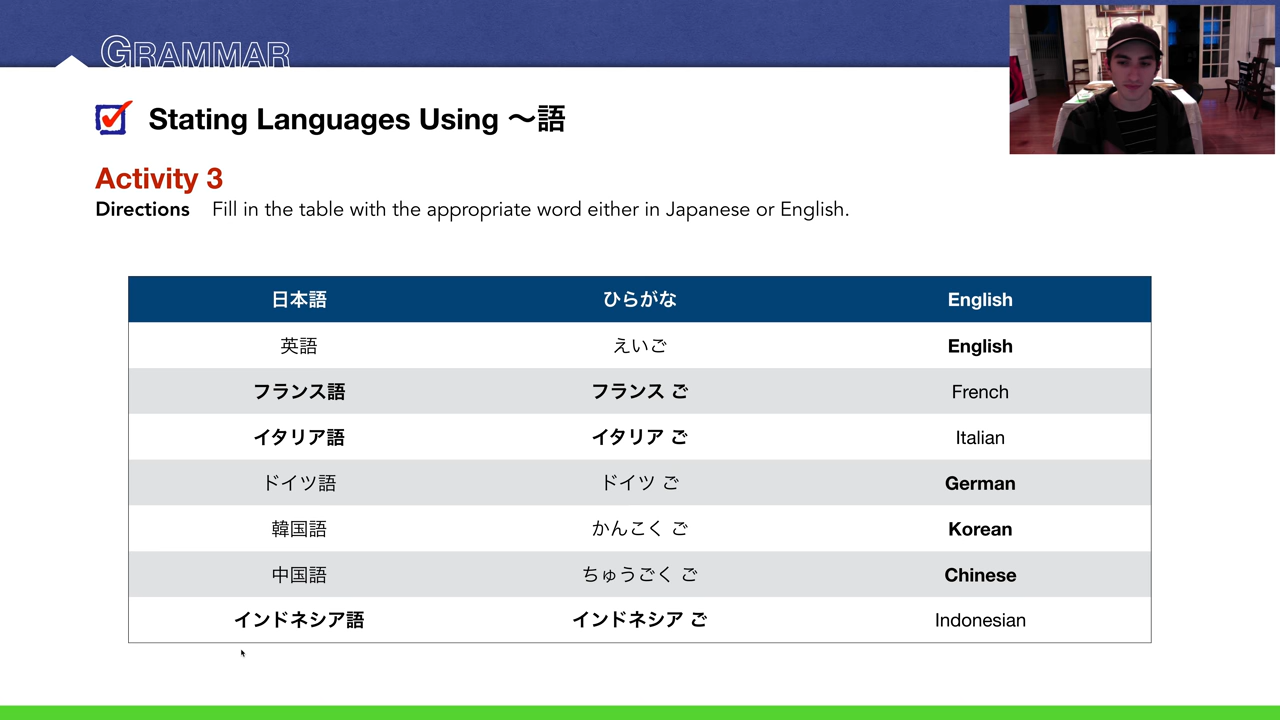 GRAMMAR
Stating Languages Using 〜語
Activity 3
Directions Fill in the table with the appropriate word either in Japanese or English.
日本語 ひらがな English
英語 えいご English
フランス語 フランス ご French
イタリア語 イタリア ご Italian
ドイツ語 ドイツ ご German
韓国語 かんこく ご Korean
中国語 ちゅうごく ご Chinese
インドネシア語 インドネシア ご Indonesian